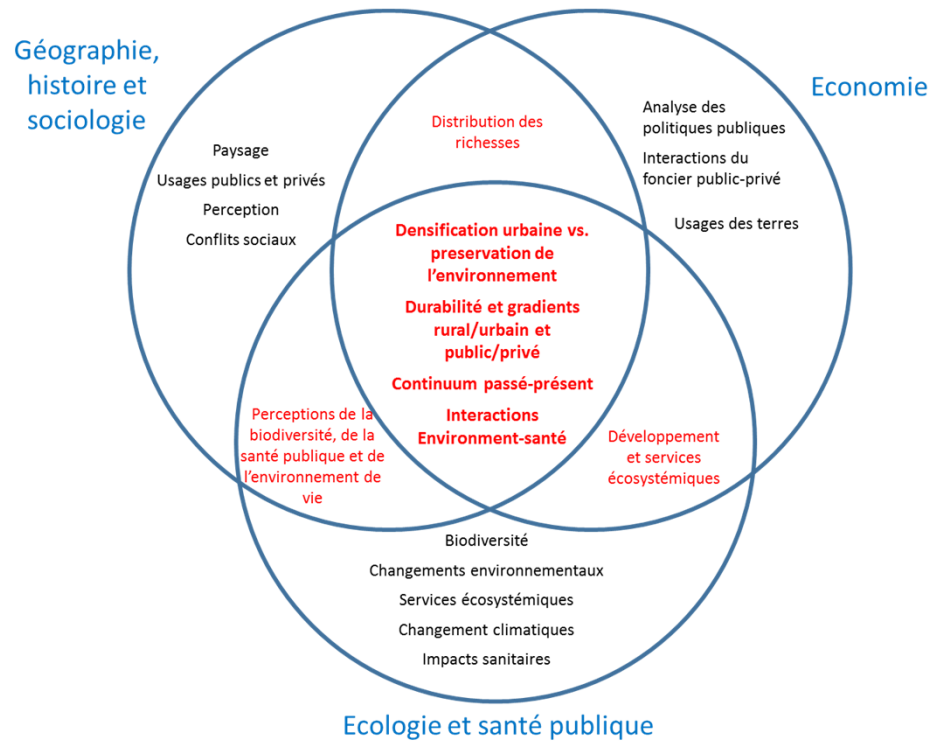 Géographie,
histoire et
sociologie
Economie
Paysage
Usages publics et privés
Perception
Conflits sociaux
Distribution des
richesses
Analyse des
politiques publiques
Interactions du
foncier public-privé
Usages des terres
Densification urbaine vs.
preservation de
l'environnement
Durabilité et gradients
rural/urbain et
public/privé
Continuum passé-présent
Interactions
Environment-santé
Perceptions de la
biodiversité, de la
santé publique et de
l'environnement de
vie
Développement
et services
écosystémiques
Biodiversité
Changements environnementaux
Services écosystémiques
Changement climatiques
Impacts sanitaires
Ecologie et santé publique